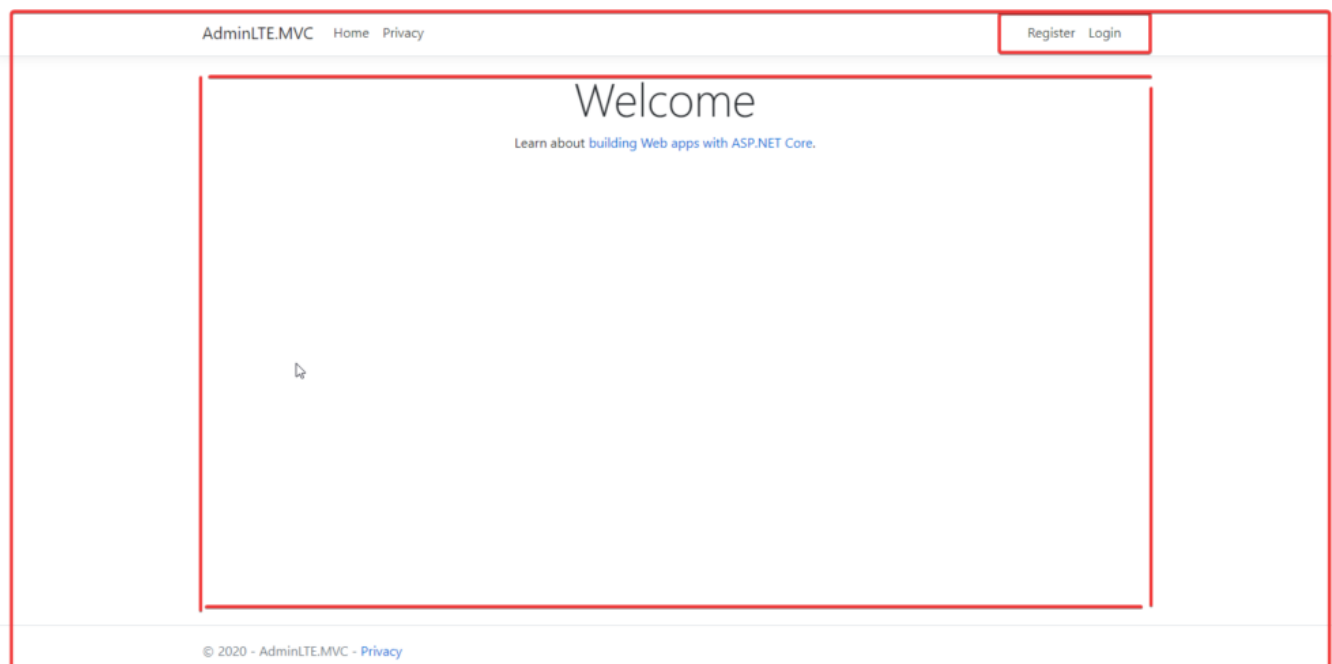 AdminLTE.MVC Home Privacy Register Login
Welcome
Learn about building Web apps with ASP.NET Core.
© 2020 - AdminLTE.MVC - Privacy